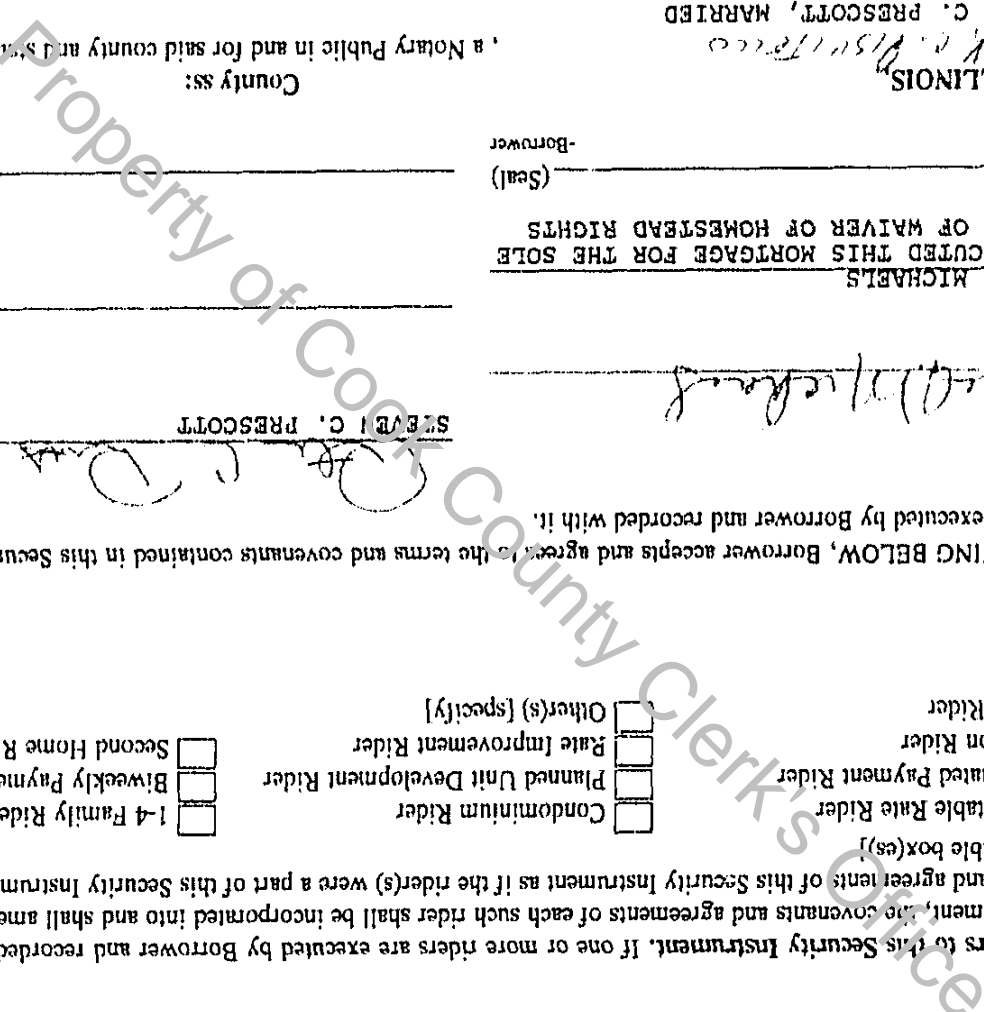 rs to this Security Instrument. If one or more riders are executed by Borrower and recorded
ment, the covenants and agreements of each such rider shall be incorporated into and shall ame
and agreements of this Security Instrument as if the rider(s) were a part of this Security Instrum
ble box(es)]
table Rate Rider
Condominium Rider
1-4 Family Ride
uated Payment Rider
Planned Unit Development Rider
Biweekly Payme
on Rider
Rate Improvement Rider
Second Home R
Rider
Other(s) [specify]
ING BELOW, Borrower accepts and agrees to the terms and covenants contained in this Secur
executed by Borrower and recorded with it.
STEVEN C. PRESCOTT
MICHAELS
CUTED THIS MORTGAGE FOR THE SOLE
OF WAIVER OF HOMESTEAD RIGHTS
(Seal)
-Borrower
LLINOIS,
County ss:
, a Notary Public in and for said county and
C. PRESCOTT, MARRIED
Property of Cook County Clerk's Office